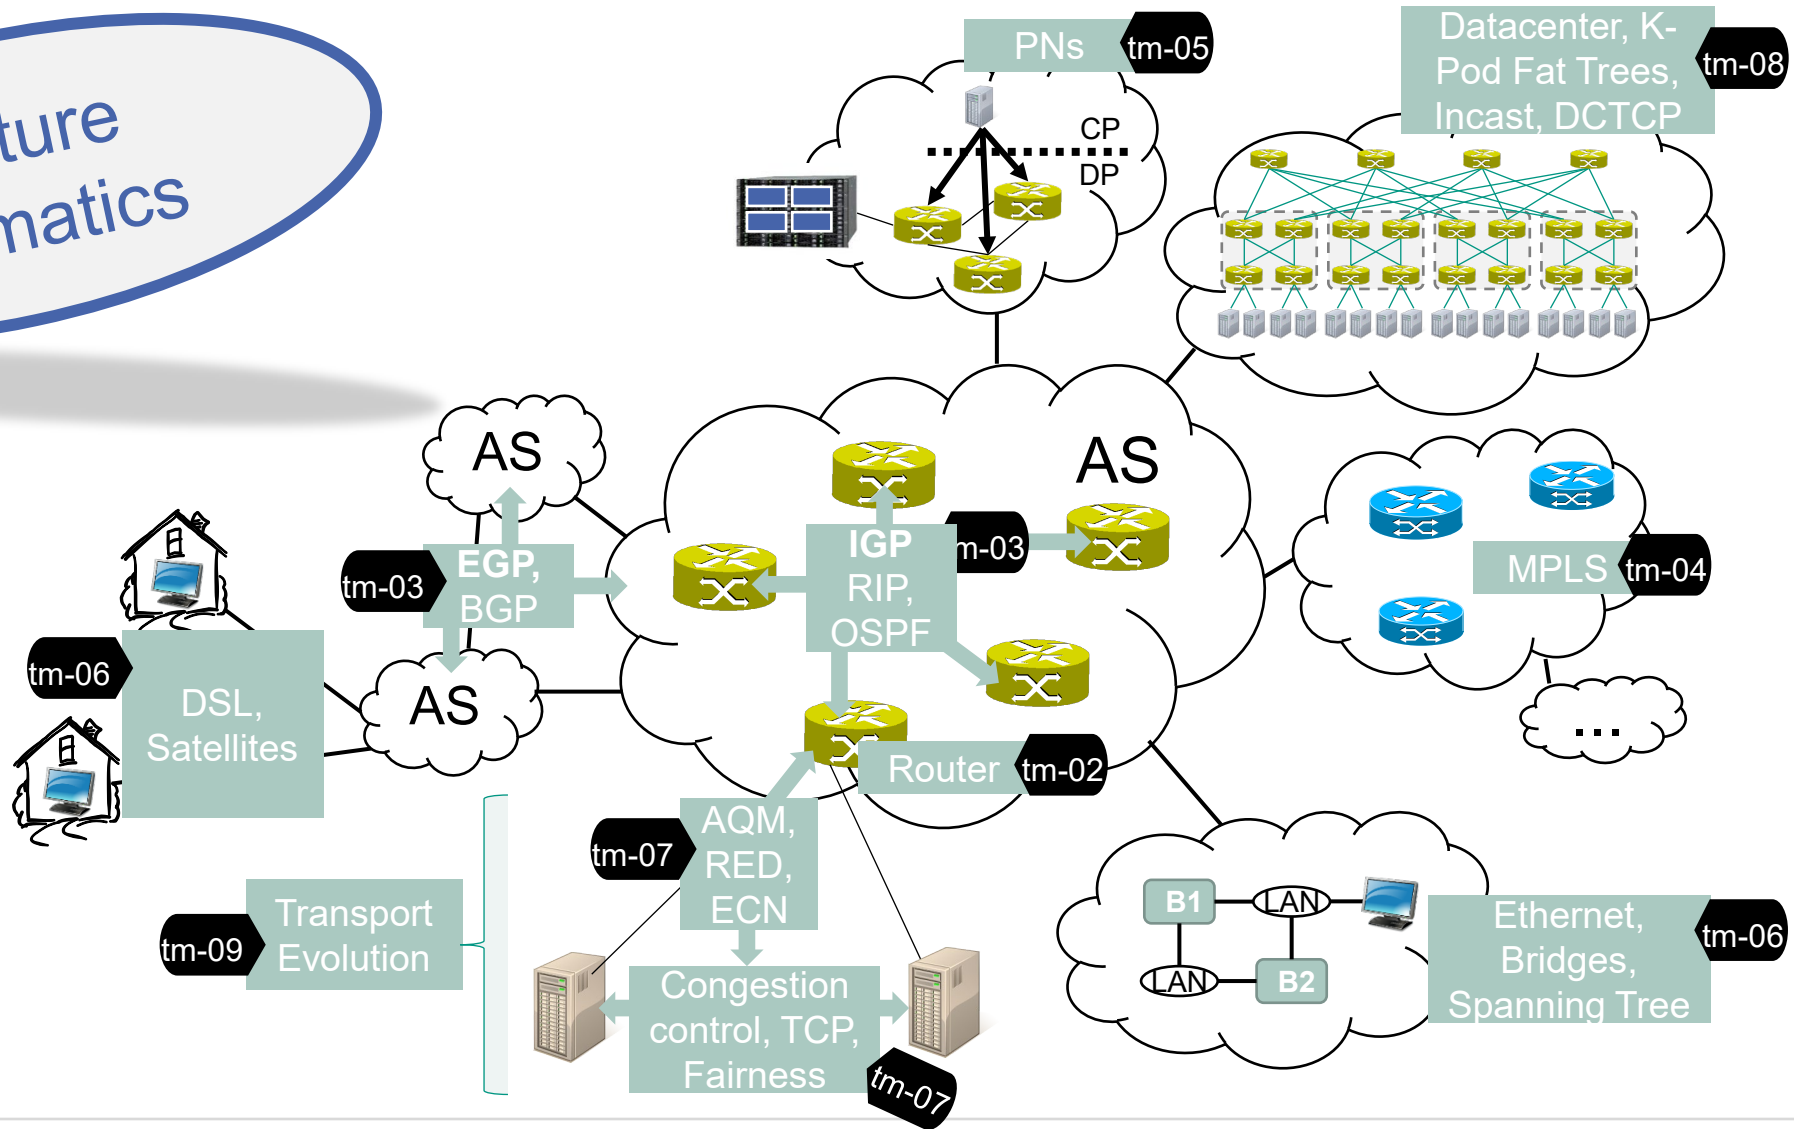 PNs
tm-05
Datacenter, K-
Pod Fat Trees,
Incast, DCTCP
tm-08
CP
DP
AS
EGP,
BGP
tm-03
AS
AS
IGP
RIP,
OSPF
m-03
MPLS
tm-04
...
tm-06
DSL,
Satellites
Router
tm-02
AQM,
RED,
ECN
tm-07
Transport
Evolution
tm-09
Congestion
control, TCP,
Fairness
tm-07
B1
LAN
LAN
B2
Ethernet,
Bridges,
Spanning Tree
tm-06
ture
matics